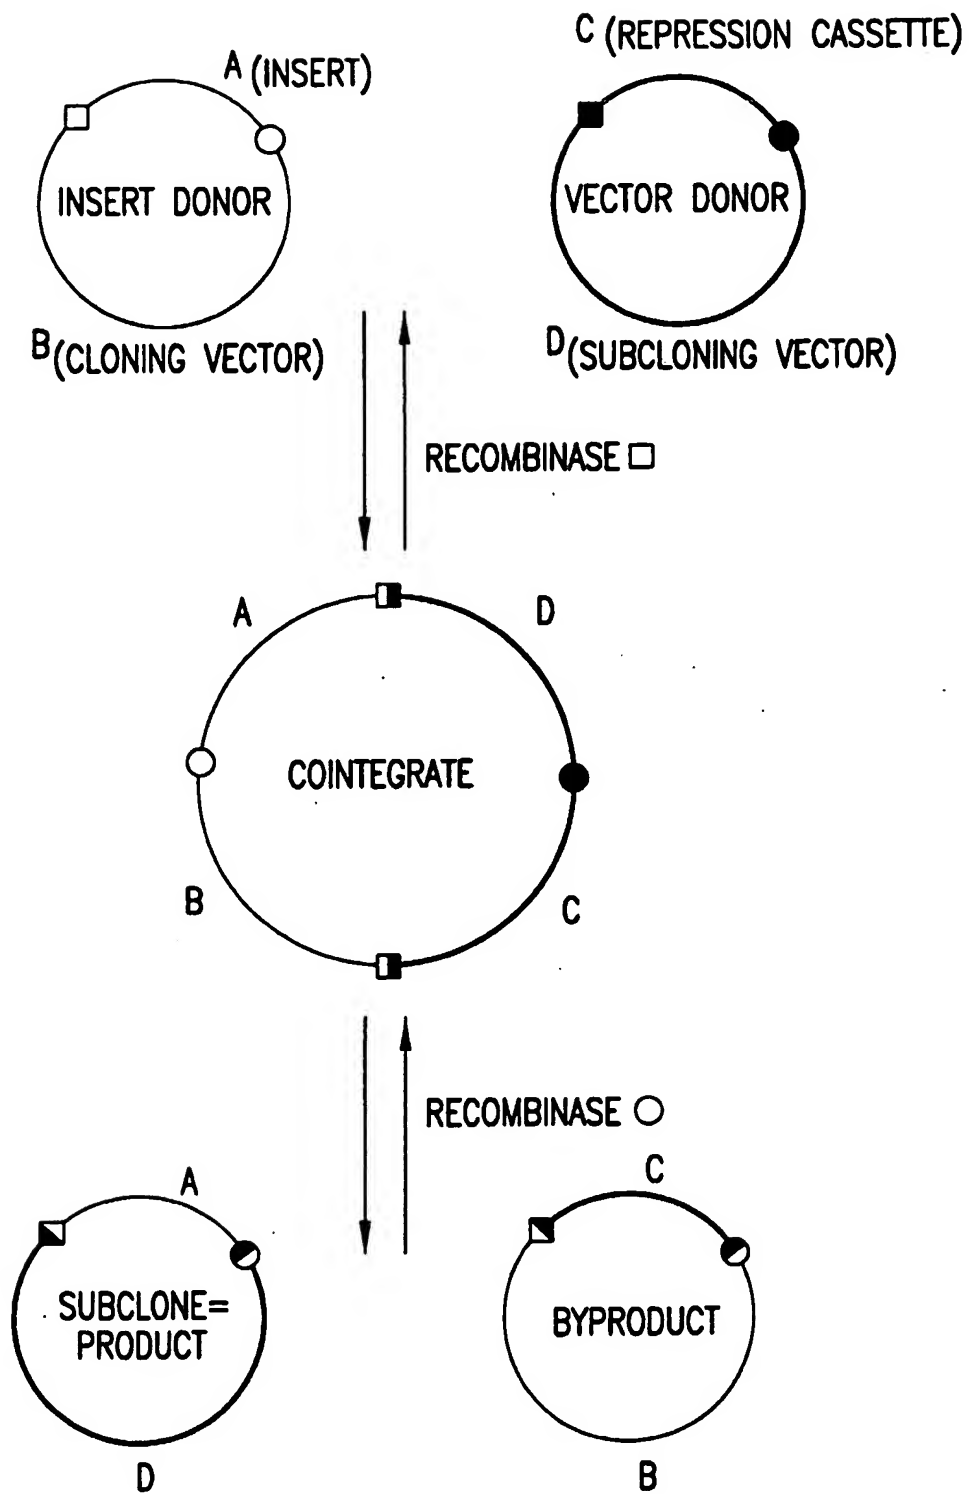 C (REPRESSION CASSETTE)
A (INSERT)
INSERT DONOR
VECTOR DONOR
B (CLONING VECTOR)
D (SUBCLONING VECTOR)
RECOMBINASE
A
D
COINTEGRATE
B
C
RECOMBINASE
A
C
SUBCLONE=
PRODUCT
BYPRODUCT
D
B